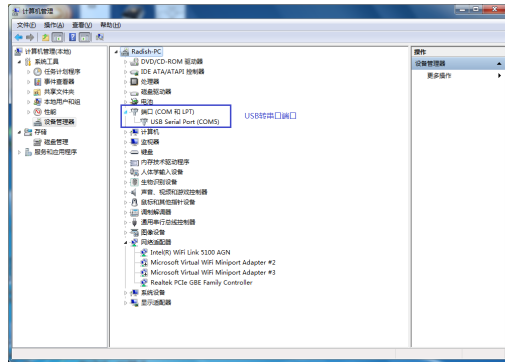 计算机管理
文件(F) 操作(A) 查看(V) 帮助(H)
计算机管理(本地)
系统工具
任务计划程序
事件查看器
共享文件夹
本地用户和组
性能
设备管理器
存储
磁盘管理
服务和应用程序
Radish-PC
DVD/CD-ROM 驱动器
IDE ATA/ATAPI 控制器
处理器
磁盘驱动器
电池
端口 (COM 和 LPT)
USB Serial Port (COM5)
USB转串口端口
计算机
监视器
键盘
内存技术驱动程序
人体学输入设备
生物识别设备
声音、视频和游戏控制器
鼠标和其他指针设备
调制解调器
通用串行总线控制器
图像设备
网络适配器
Intel(R) WiFi Link 5100 AGN
Microsoft Virtual WiFi Miniport Adapter #2
Microsoft Virtual WiFi Miniport Adapter #3
Realtek PCIe GBE Family Controller
系统设备
显示适配器
操作
设备管理器
更多操作